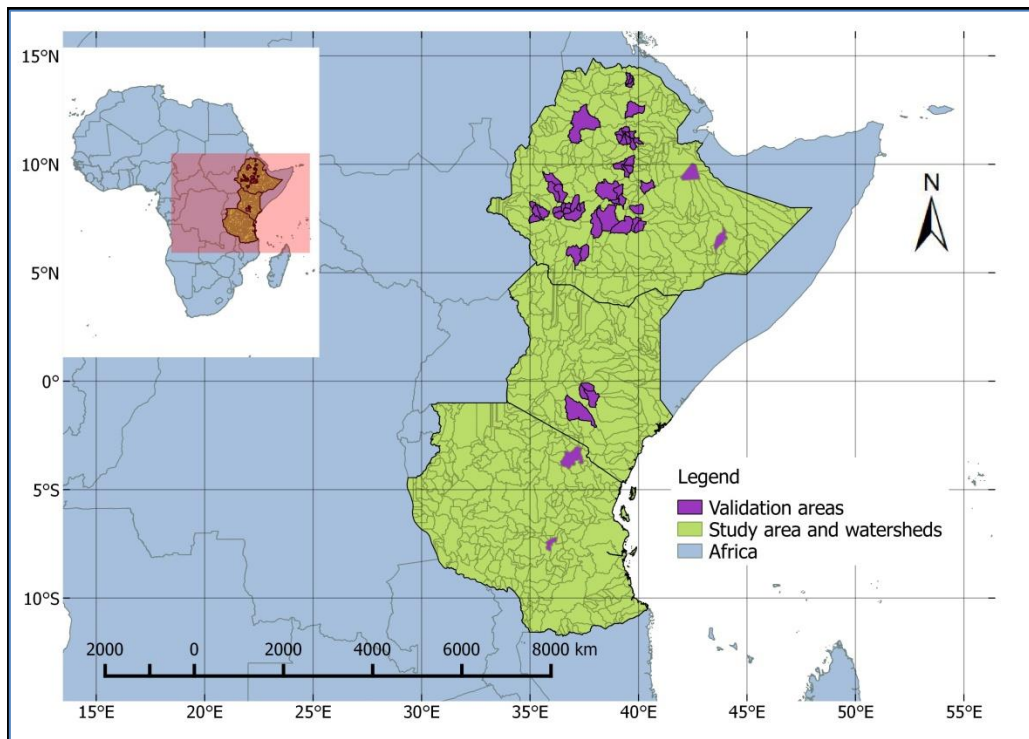 15°N
10°N
5°N
0°
5°S
10°S
N
Legend
Validation areas
Study area and watersheds
Africa
2000 0 2000 4000 6000 8000 km
15°E 20°E 25°E 30°E 35°E 40°E 45°E 50°E 55°E